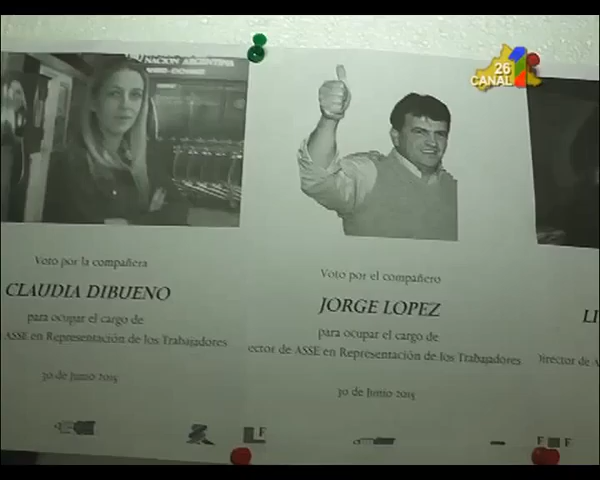 26
CANAL
NACION ARGENTINA
Voto por la compañera
CLAUDIA DIBUENO
para ocupar el cargo de
ASSE en Representación de los Trabajadores
30 de Junio 2015
Voto por el compañero
JORGE LOPEZ
para ocupar el cargo de
ector de ASSE en Representación de los Trabajadores
30 de Junio 2015
LI
Director de A
F
F F